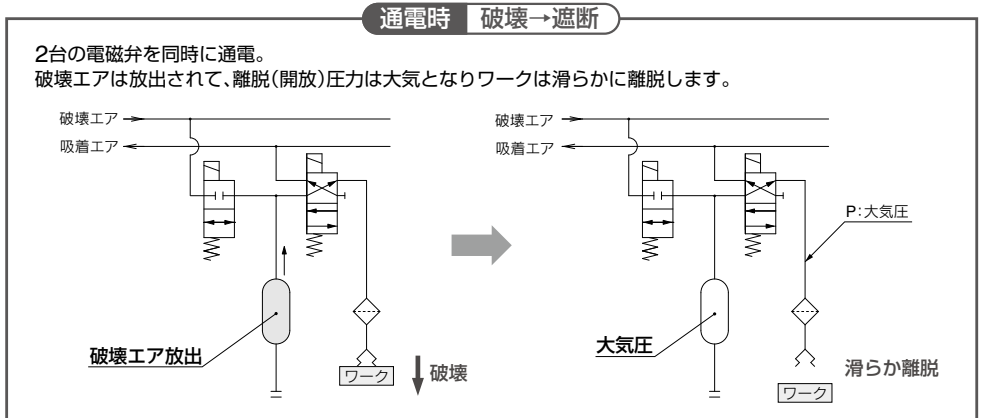 通電時 破壊→遮断
2台の電磁弁を同時に通電。
破壊エアは放出されて、離脱(開放)圧力は大気となりワークは滑らかに離脱します。
破壊エア
吸着エア
破壊エア放出
ワーク
破壊
破壊エア
吸着エア
P:大気圧
大気圧
滑らか離脱
ワーク